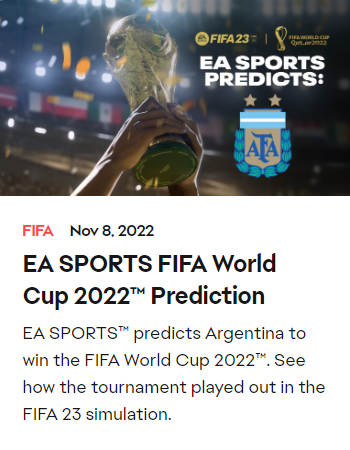 EA SPORTS FIFA 23 | FIFA WORLD CUP
Qatar2022
EA SPORTS
PREDICTS:
AFA
FIFA Nov 8, 2022
EA SPORTS FIFA World
Cup 2022™ Prediction
EA SPORTS™ predicts Argentina to
win the FIFA World Cup 2022™. See
how the tournament played out in the
FIFA 23 simulation.